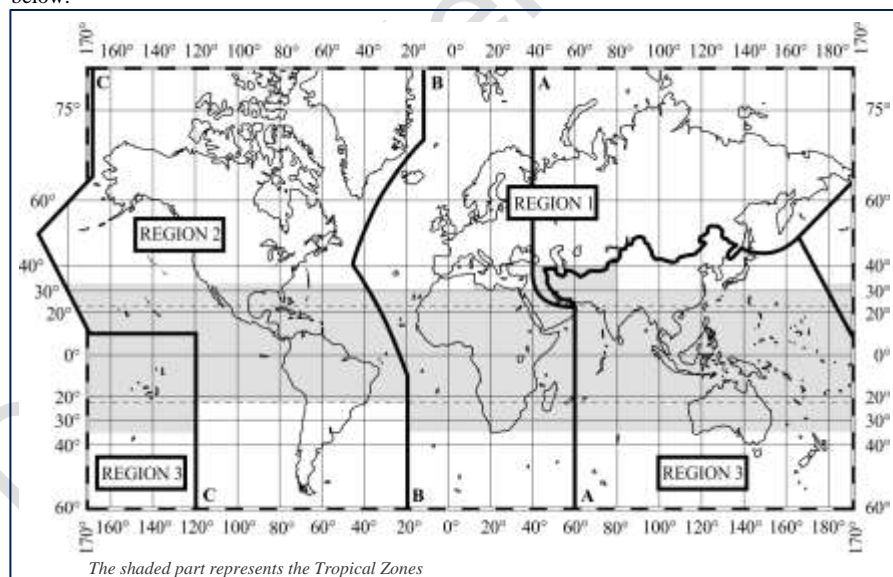 below.
170° 160° 140° 120° 100° 80° 60° 40° 20° 0° 20° 40° 60° 80° 100° 120° 140° 160° 180° 170°
C B A
75° 75°
60° 60°
REGION 1
REGION 2
40° 40°
30° 30°
20° 20°
0° 0°
20° 20°
30° 30°
40° 40°
REGION 3 REGION 3
C B A
60° 60°
170° 160° 140° 120° 100° 80° 60° 40° 20° 0° 20° 40° 60° 80° 100° 120° 140° 160° 180° 170°
The shaded part represents the Tropical Zones